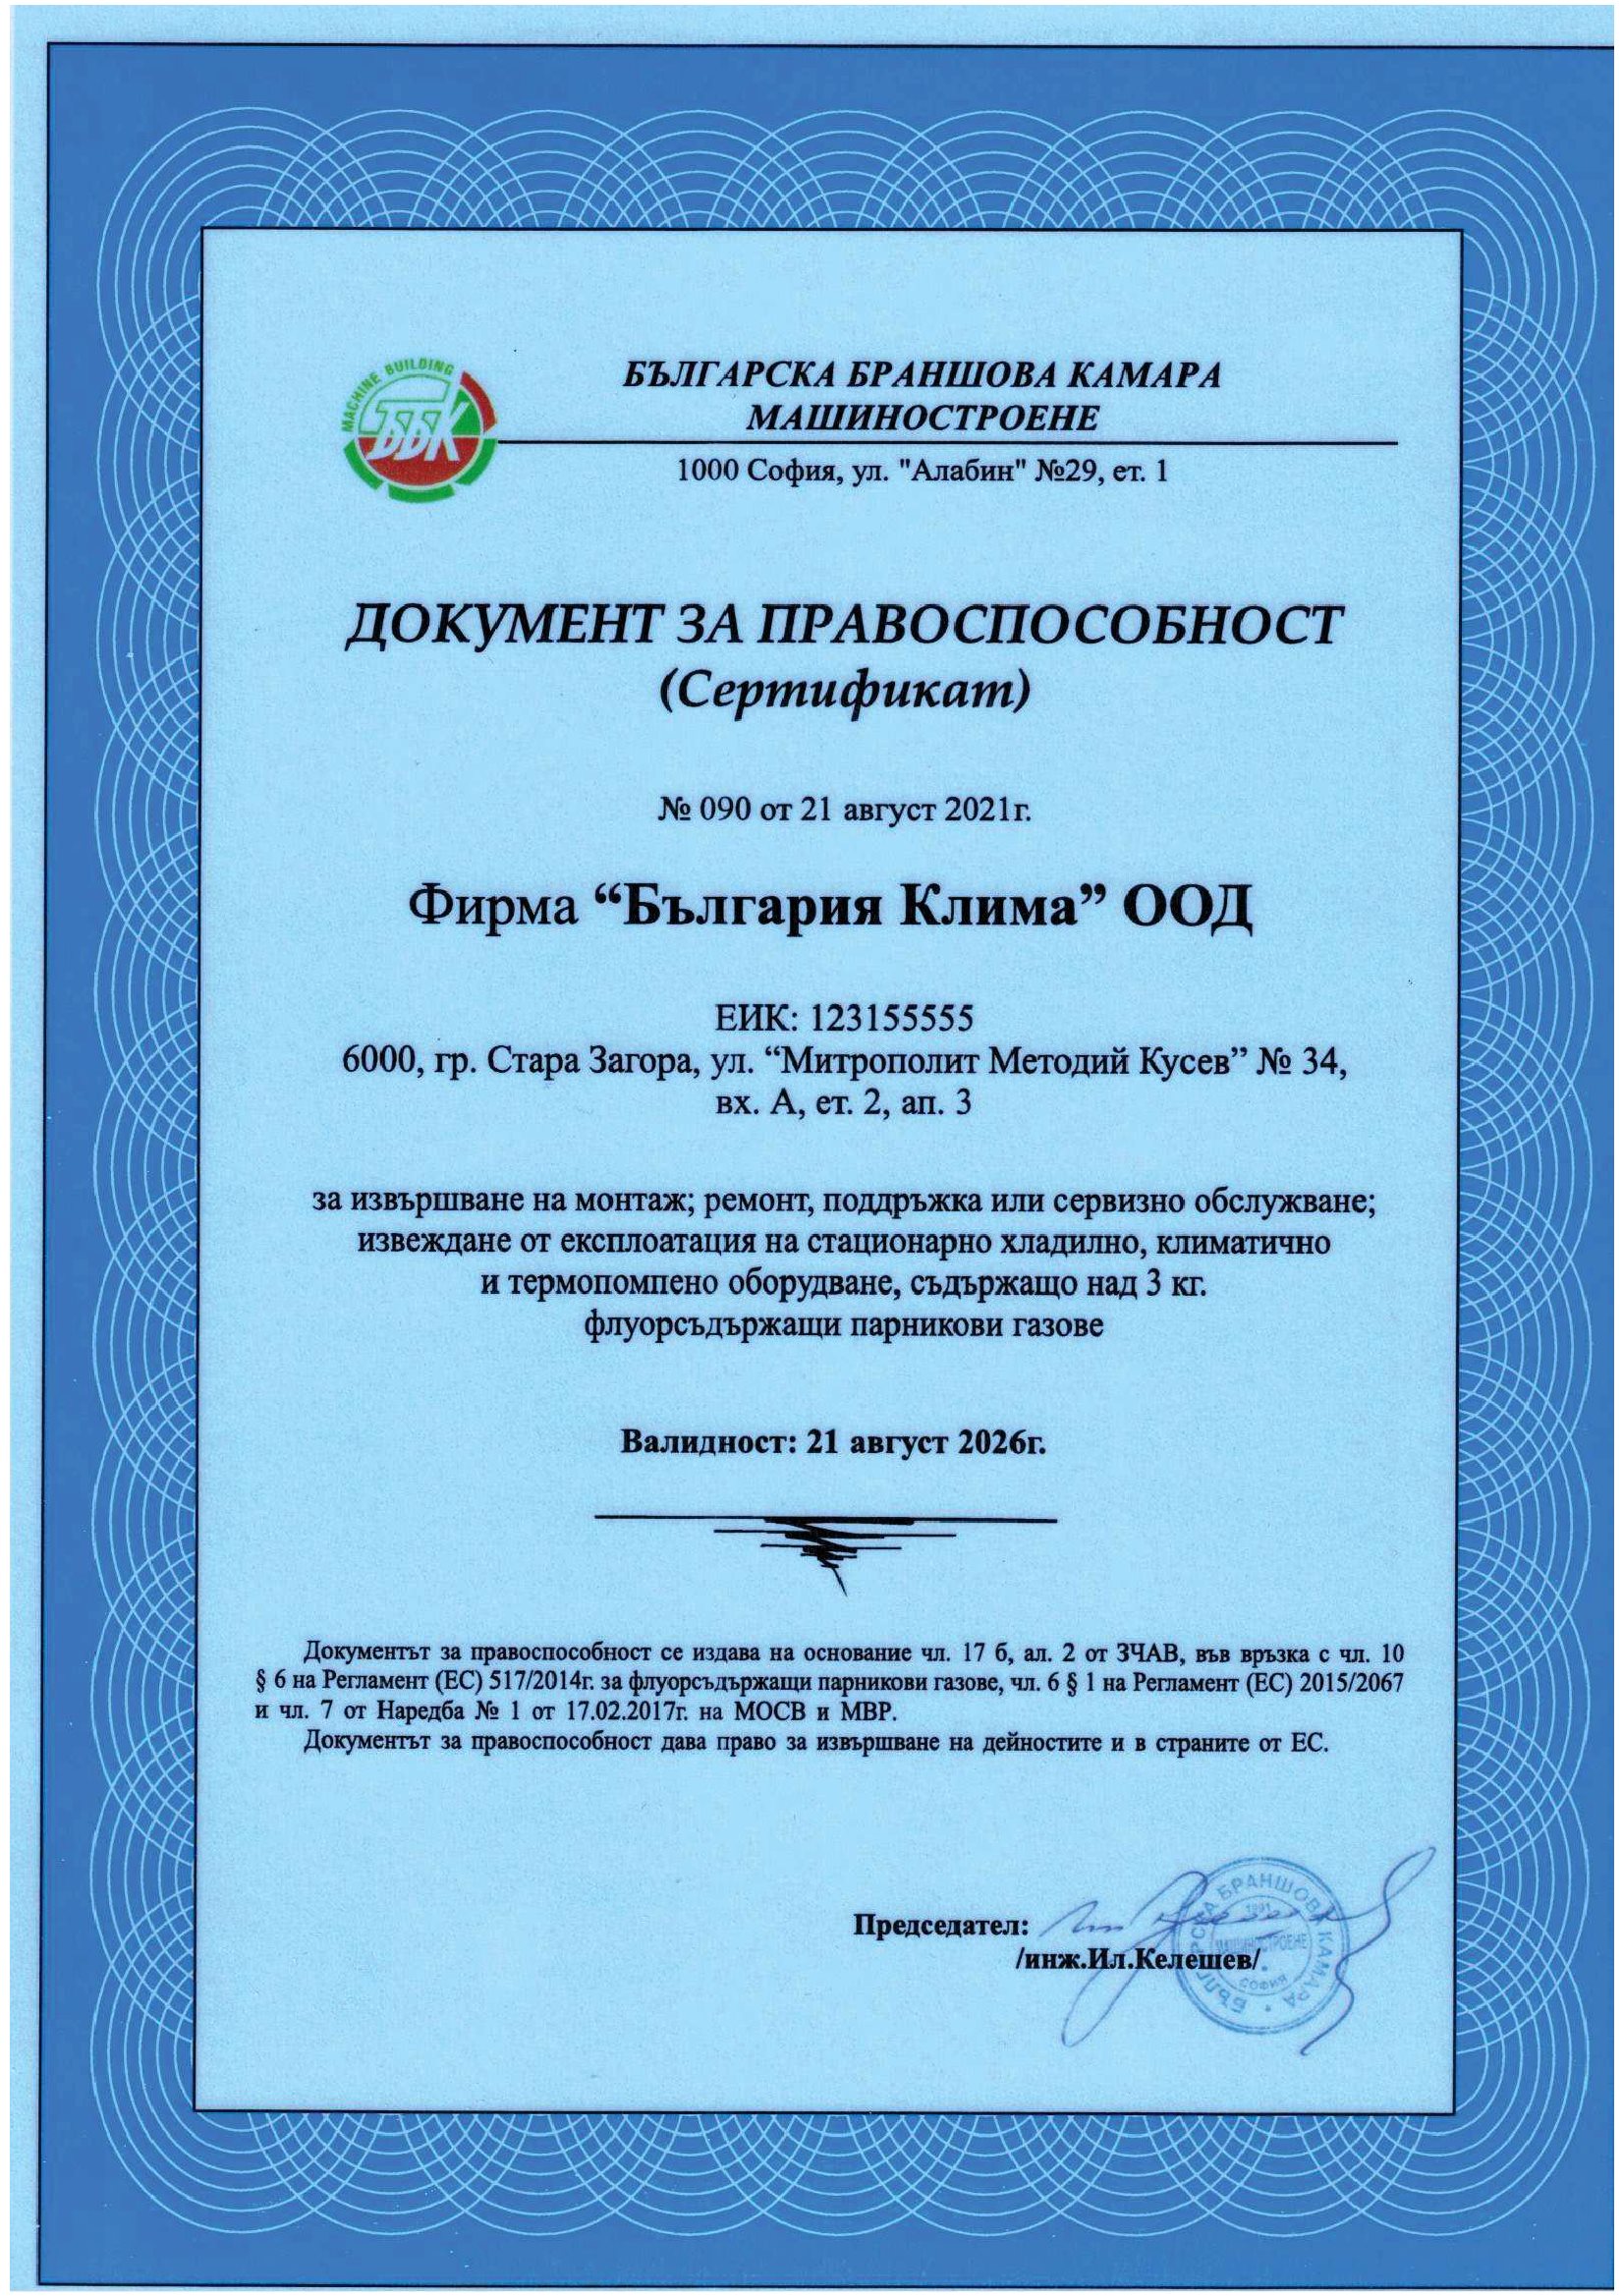 MACHINE BUILDING
ББК
БЪЛГАРСКА БРАНШОВА КАМАРА
МАШИНОСТРОЕНЕ
1000 София, ул. "Алабин" №29, ет. 1
ДОКУМЕНТ ЗА ПРАВОСПОСОБНОСТ
(Сертификат)
№ 090 от 21 август 2021г.
Фирма “България Клима” ООД
ЕИК: 123155555
6000, гр. Стара Загора, ул. “Митрополит Методий Кусев” № 34,
вх. А, ет. 2, ап. 3
за извършване на монтаж; ремонт, поддръжка или сервизно обслужване;
извеждане от експлоатация на стационарно хладилно, климатично
и термопомпено оборудване, съдържащо над 3 кг.
флуорсъдържащи парникови газове
Валидност: 21 август 2026г.
Документът за правоспособност се издава на основание чл. 17 б, ал. 2 от ЗЧАВ, във връзка с чл. 10
§ 6 на Регламент (ЕС) 517/2014г. за флуорсъдържащи парникови газове, чл. 6 § 1 на Регламент (ЕС) 2015/2067
и чл. 7 от Наредба № 1 от 17.02.2017г. на МОСВ и МВР.
Документът за правоспособност дава право за извършване на дейностите и в страните от ЕС.
Председател:
/инж.Ил.Келешев/
БЪЛГАРСКА БРАНШОВА КАМАРА
1991
МАШИНОСТРОЕНЕ
СОФИЯ